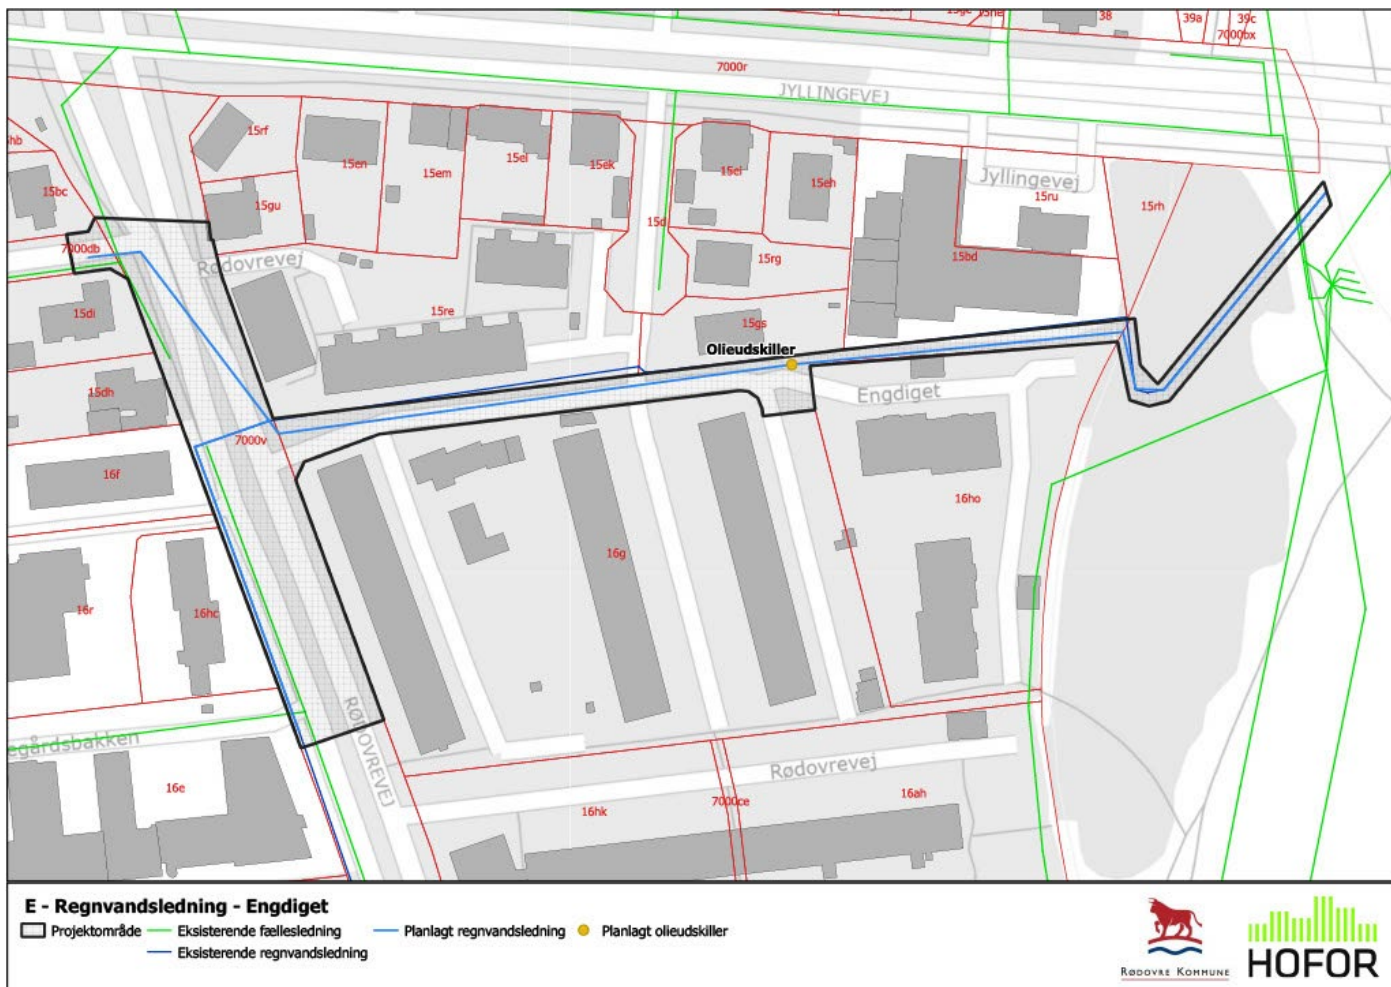 38
39a
39c
7000bx
7000r
JYLLINGEVEJ
15rf
15en
15em
15el
15ek
15ei
15eh
15bc
15gu
Jyllingevej
15ru
15rh
15d
7000db
Rødovrevej
15rg
15bd
15di
15re
15gs
Olieudskiller
Engdiget
15dh
7000v
16f
16ho
16g
16r
16hc
RØDOVREVEJ
egårdsbakken
Rødovrevej
16e
16hk
7000ce
16ah
E - Regnvandsledning - Engdiget
Projektområde
Eksisterende fællesledning
Planlagt regnvandsledning
Planlagt olieudskiller
Eksisterende regnvandsledning
RØDOVRE KOMMUNE
HOFOR